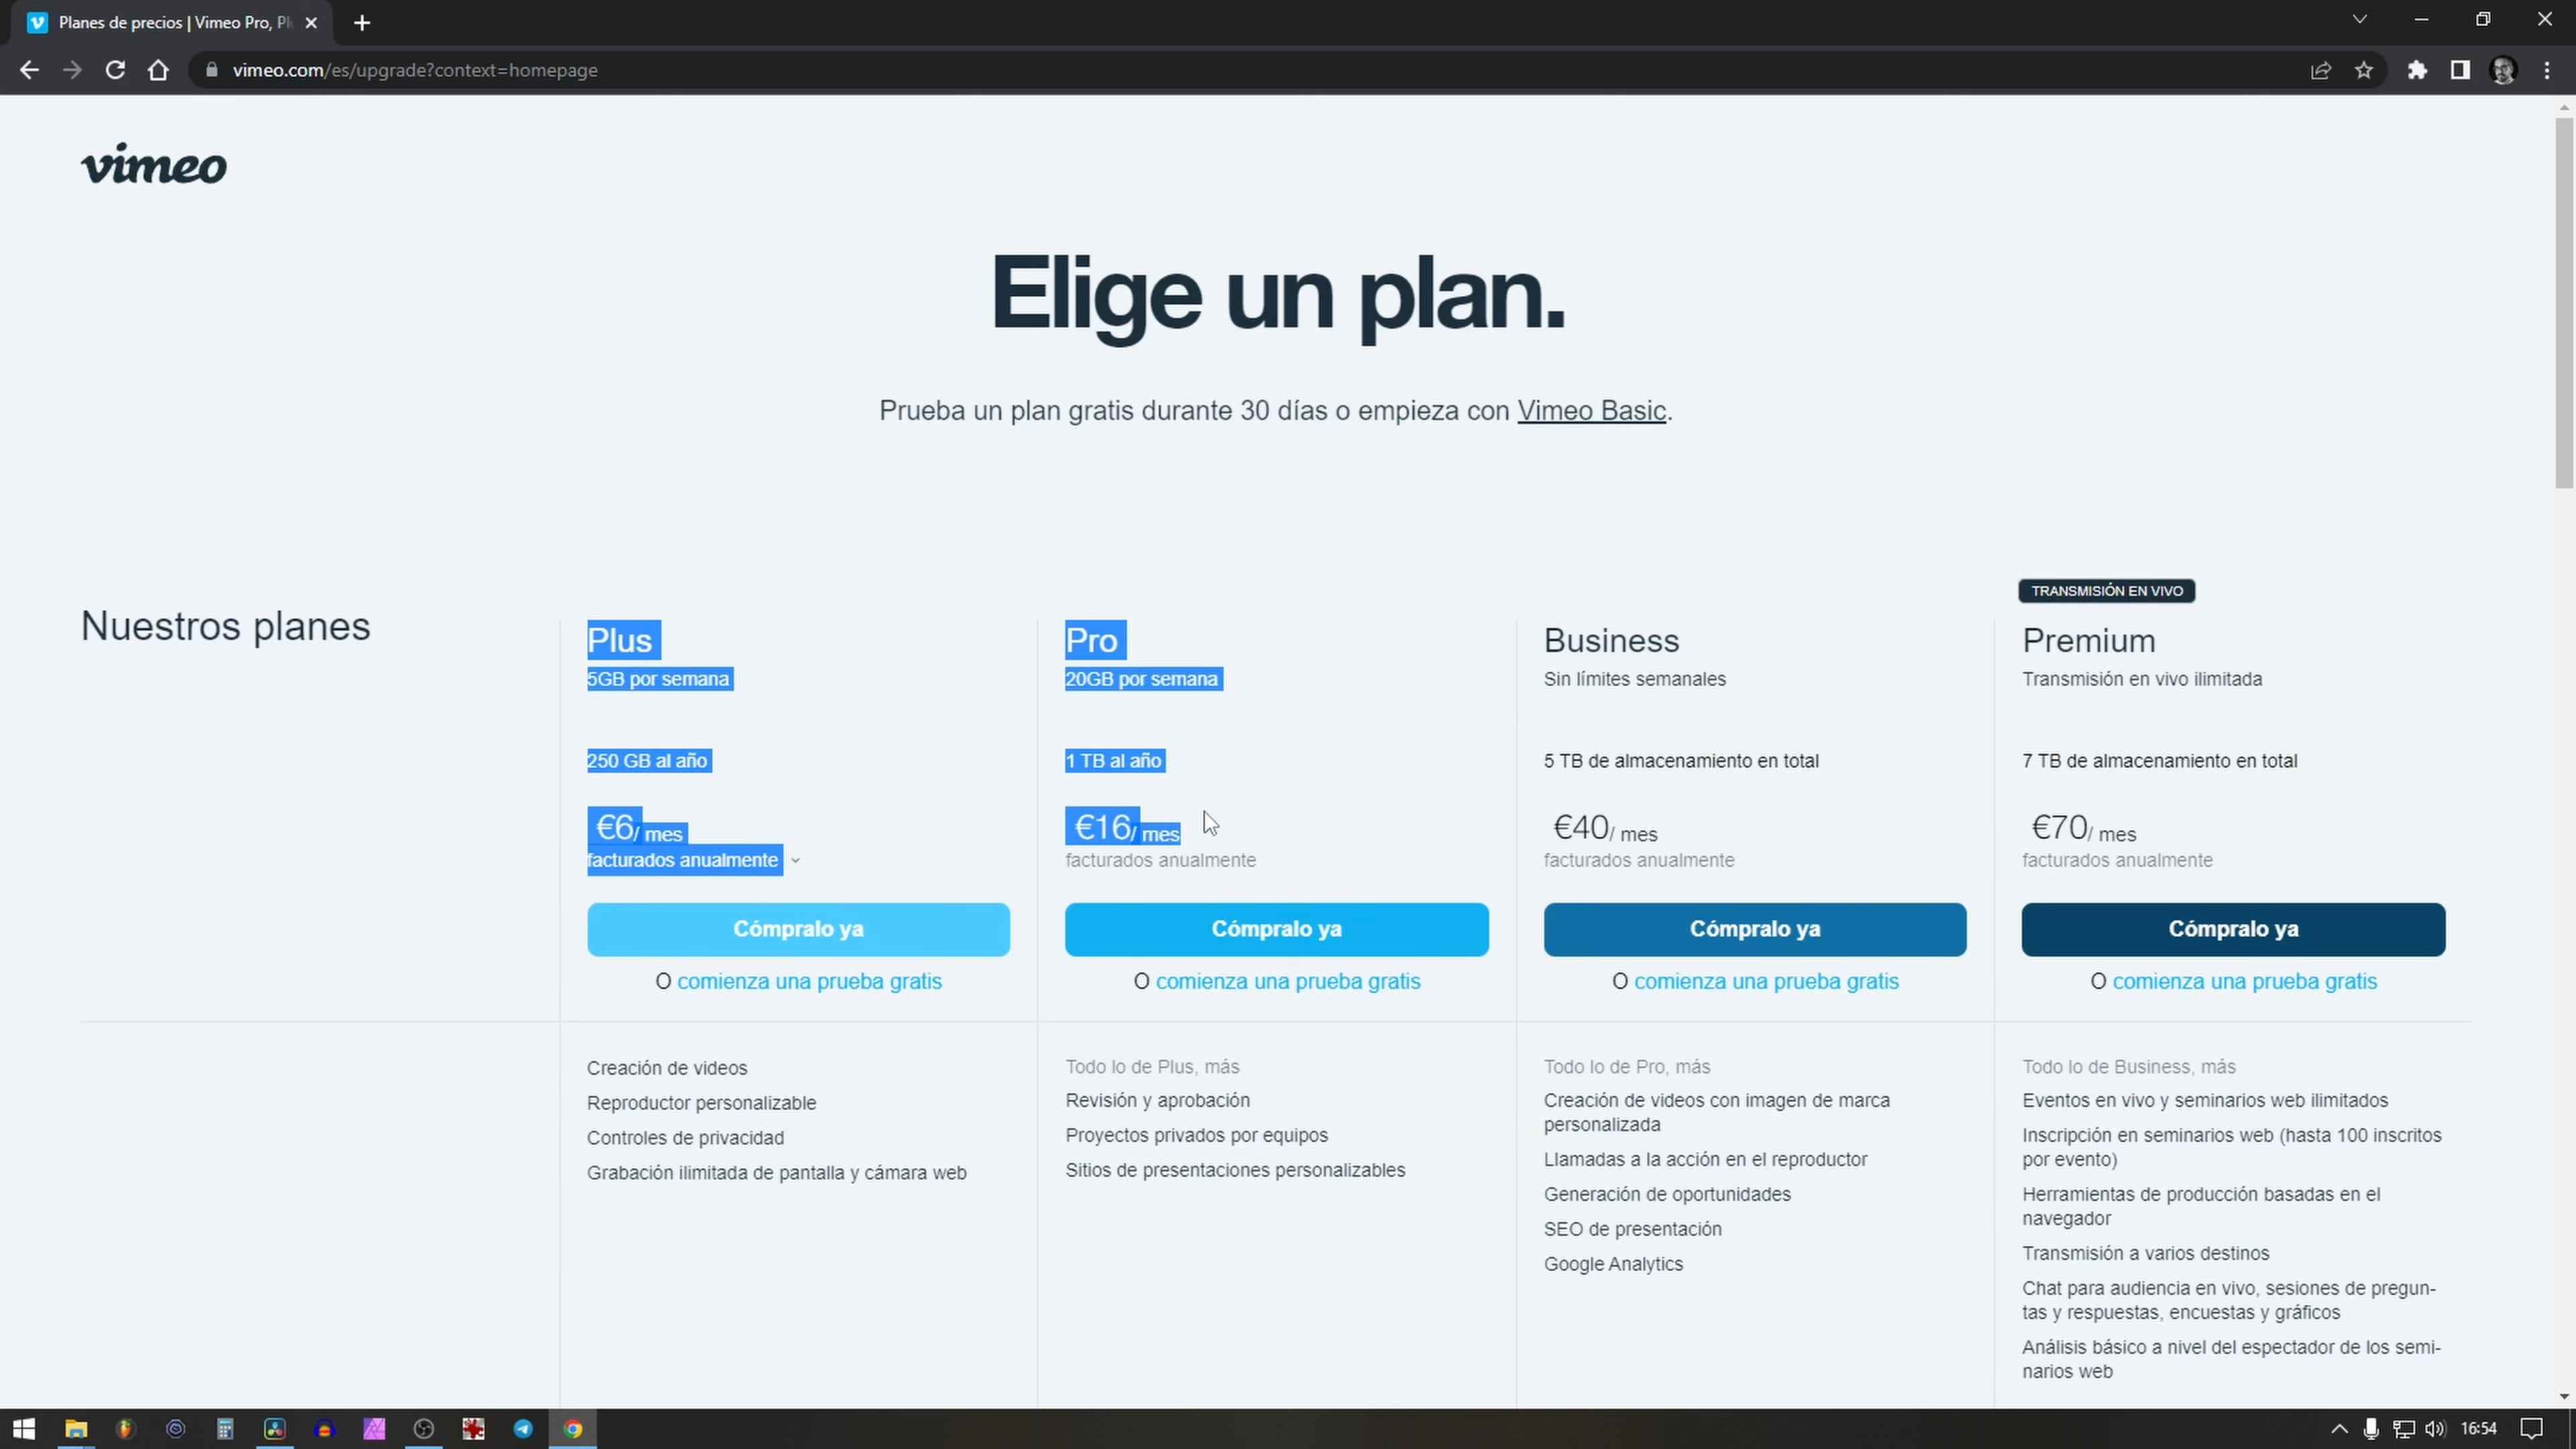 Planes de precios | Vimeo Pro, Pl
vimeo.com/es/upgrade?context=homepage
vimeo
Elige un plan.
Prueba un plan gratis durante 30 días o empieza con Vimeo Basic.
Nuestros planes
Plus
5GB por semana
250 GB al año
€6/ mes
facturados anualmente
Cómpralo ya
O comienza una prueba gratis
Creación de videos
Reproductor personalizable
Controles de privacidad
Grabación ilimitada de pantalla y cámara web
Pro
20GB por semana
1 TB al año
€16/ mes
facturados anualmente
Cómpralo ya
O comienza una prueba gratis
Todo lo de Plus, más
Revisión y aprobación
Proyectos privados por equipos
Sitios de presentaciones personalizables
Business
Sin límites semanales
5 TB de almacenamiento en total
€40/ mes
facturados anualmente
Cómpralo ya
O comienza una prueba gratis
Todo lo de Pro, más
Creación de videos con imagen de marca
personalizada
Llamadas a la acción en el reproductor
Generación de oportunidades
SEO de presentación
Google Analytics
TRANSMISIÓN EN VIVO
Premium
Transmisión en vivo ilimitada
7 TB de almacenamiento en total
€70/ mes
facturados anualmente
Cómpralo ya
O comienza una prueba gratis
Todo lo de Business, más
Eventos en vivo y seminarios web ilimitados
Inscripción en seminarios web (hasta 100 inscritos
por evento)
Herramientas de producción basadas en el
navegador
Transmisión a varios destinos
Chat para audiencia en vivo, sesiones de pregun-
tas y respuestas, encuestas y gráficos
Análisis básico a nivel del espectador de los semi-
narios web
16:54